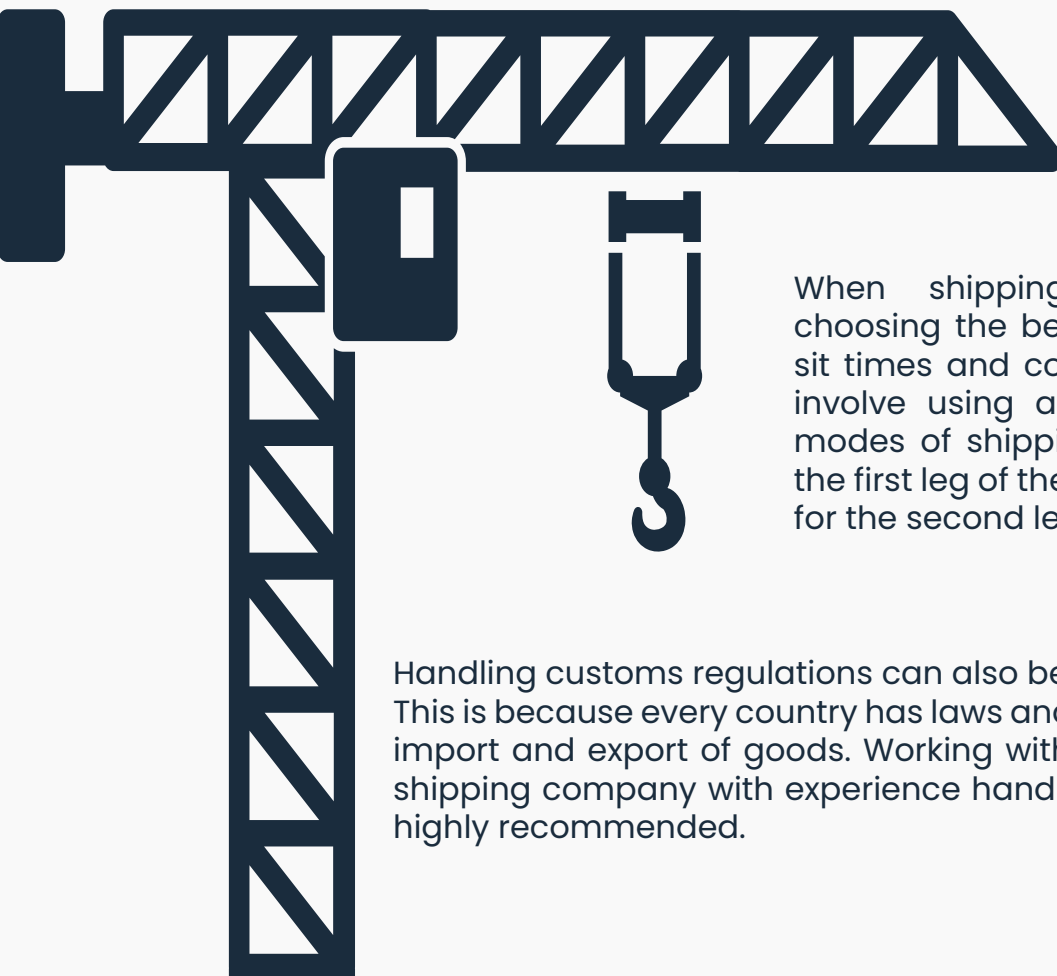 When shipping
choosing the be
sit times and co
involve using a
modes of shippi
the first leg of the
for the second le
Handling customs regulations can also be
This is because every country has laws and
import and export of goods. Working with
shipping company with experience hand
highly recommended.